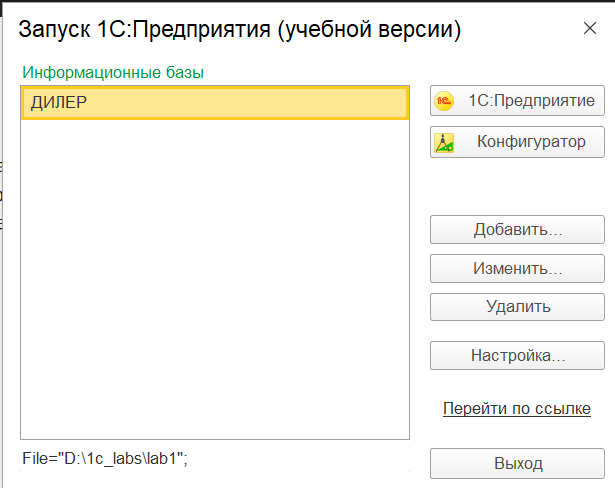 Запуск 1С:Предприятия (учебной версии)
Информационные базы
ДИЛЕР
1С:Предприятие
Конфигуратор
Добавить...
Изменить...
Удалить
Настройка...
Перейти по ссылке
File="D:\1c_labs\lab1";
Выход